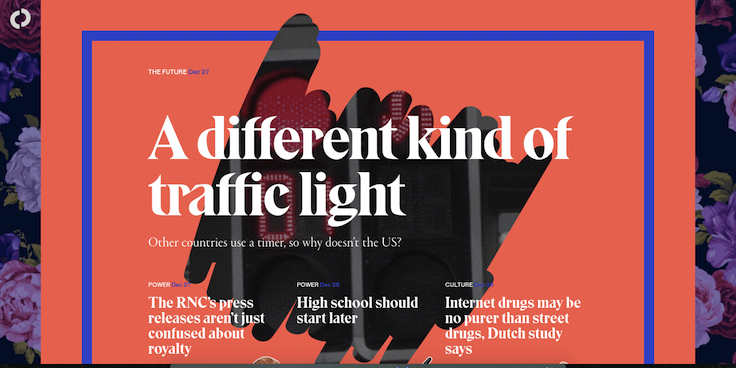 THE FUTURE Dec 27
A different kind of
traffic light
Other countries use a timer, so why doesn't the US?
POWER Dec 27
The RNC's press
releases aren't just
confused about
royalty
POWER Dec 28
High school should
start later
CULTURE
Internet drugs may be
no purer than street
drugs, Dutch study
says